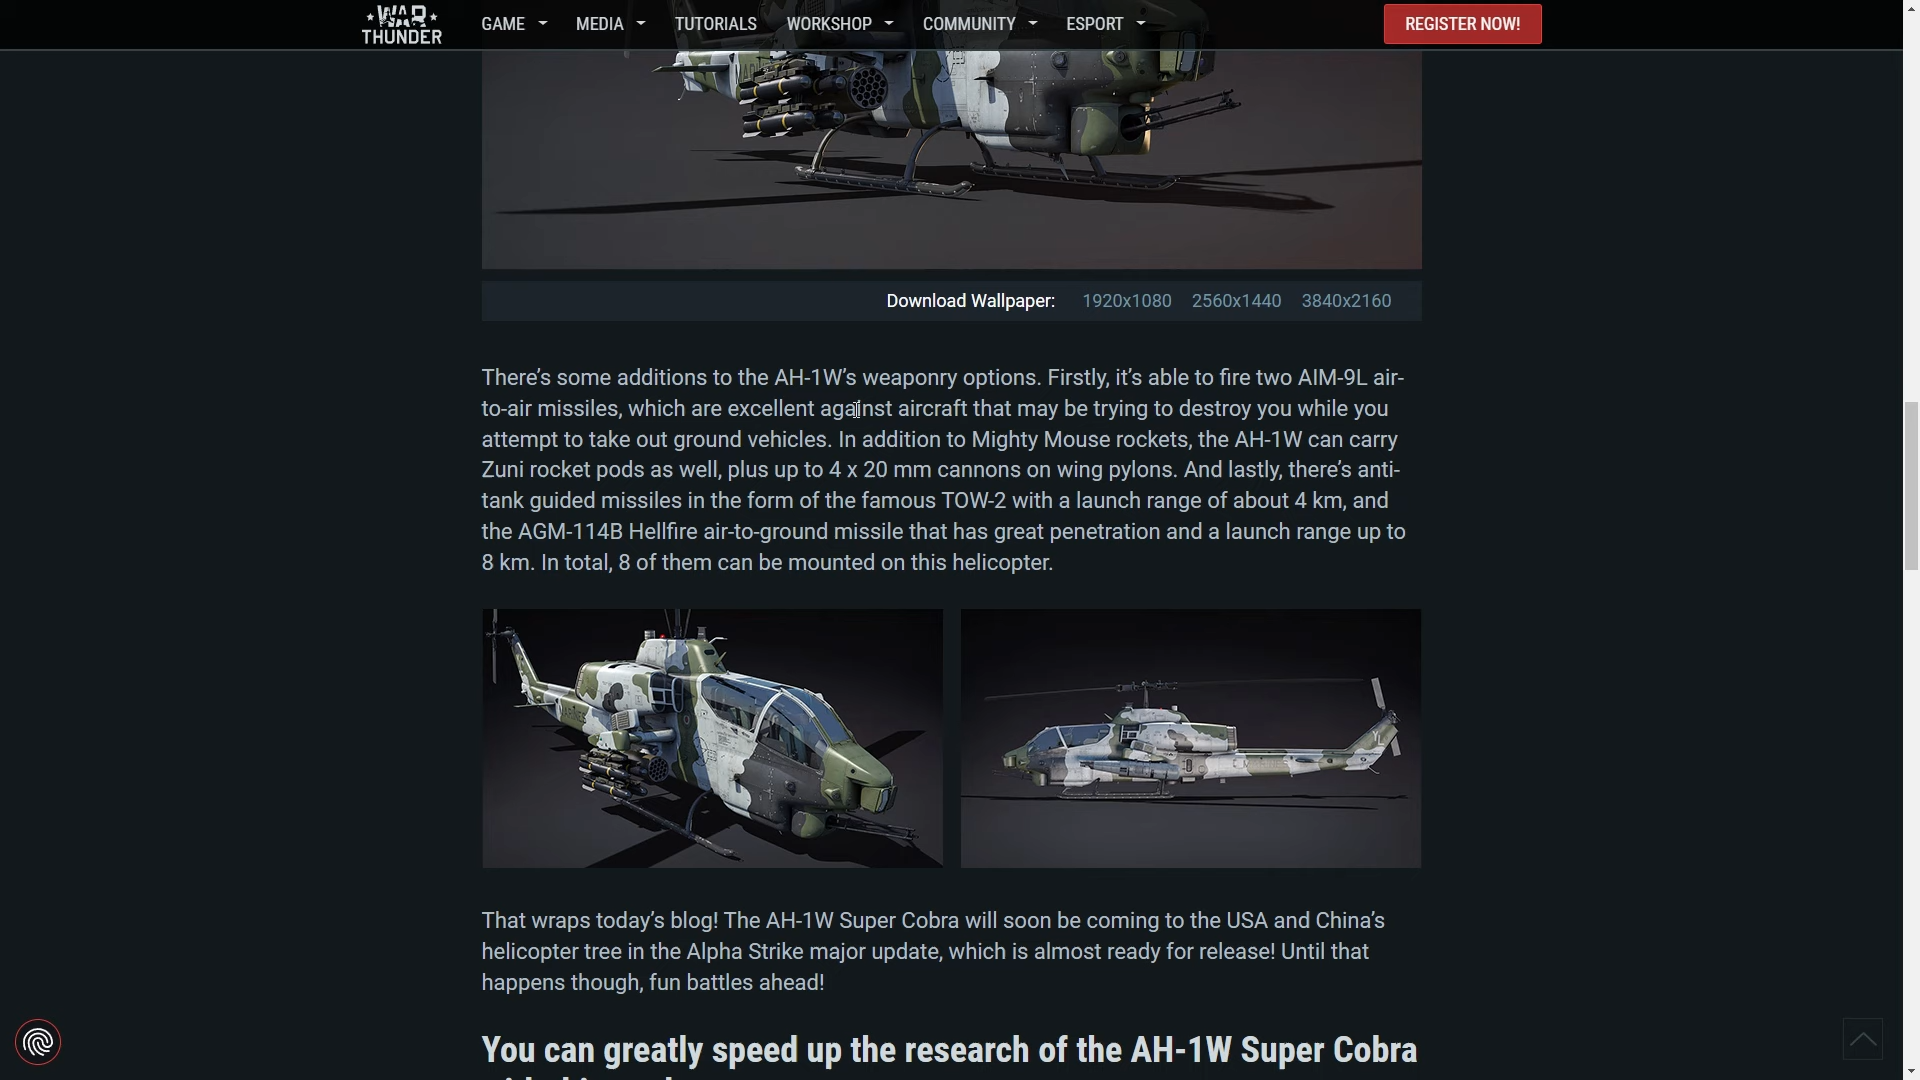 WAR
THUNDER
GAME
MEDIA
TUTORIALS
WORKSHOP
COMMUNITY
ESPORT
REGISTER NOW!
Download Wallpaper: 1920x1080 2560x1440 3840x2160
There’s some additions to the AH-1W’s weaponry options. Firstly, it’s able to fire two AIM-9L air-
to-air missiles, which are excellent against aircraft that may be trying to destroy you while you
attempt to take out ground vehicles. In addition to Mighty Mouse rockets, the AH-1W can carry
Zuni rocket pods as well, plus up to 4 x 20 mm cannons on wing pylons. And lastly, there’s anti-
tank guided missiles in the form of the famous TOW-2 with a launch range of about 4 km, and
the AGM-114B Hellfire air-to-ground missile that has great penetration and a launch range up to
8 km. In total, 8 of them can be mounted on this helicopter.
That wraps today’s blog! The AH-1W Super Cobra will soon be coming to the USA and China’s
helicopter tree in the Alpha Strike major update, which is almost ready for release! Until that
happens though, fun battles ahead!
You can greatly speed up the research of the AH-1W Super Cobra